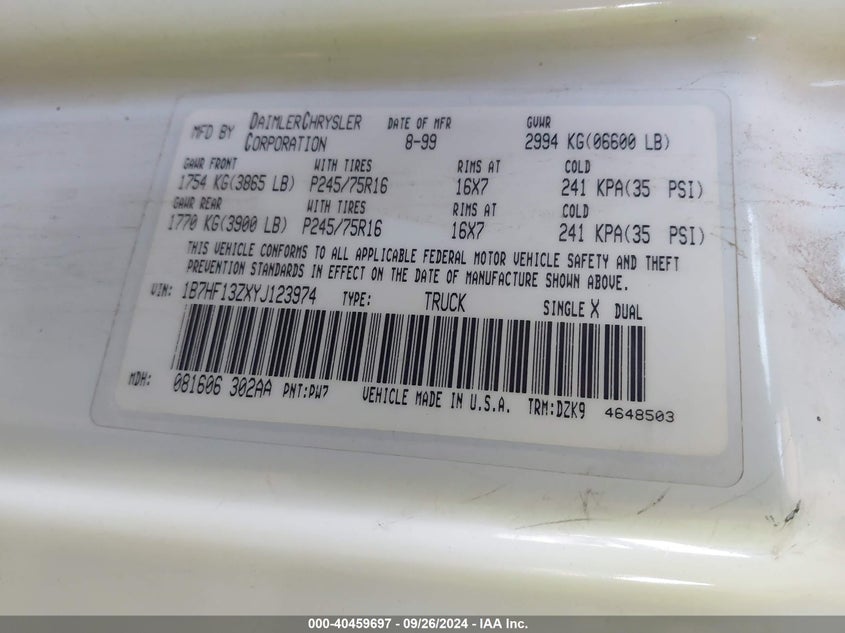 MFD BY DAIMLERCHRYSLER CORPORATION DATE OF MFR 8-99 GVWR 2994 KG(06600 LB)
GAWR FRONT WITH TIRES RIMS AT COLD
1754 KG(3865 LB) P245/75R16 16X7 241 KPA(35 PSI)
GAWR REAR WITH TIRES RIMS AT COLD
1770 KG(3900 LB) P245/75R16 16X7 241 KPA(35 PSI)
THIS VEHICLE CONFORMS TO ALL APPLICABLE FEDERAL MOTOR VEHICLE SAFETY AND THEFT
PREVENTION STANDARDS IN EFFECT ON THE DATE OF MANUFACTURE SHOWN ABOVE.
VIN: 1B7HF13ZXYJ123974 TYPE: TRUCK SINGLE X DUAL
MDH: 081606 302AA PNT:PW7 VEHICLE MADE IN U.S.A. TRM:DZK9 4648503
000-40459697 - 09/26/2024 - IAA Inc.